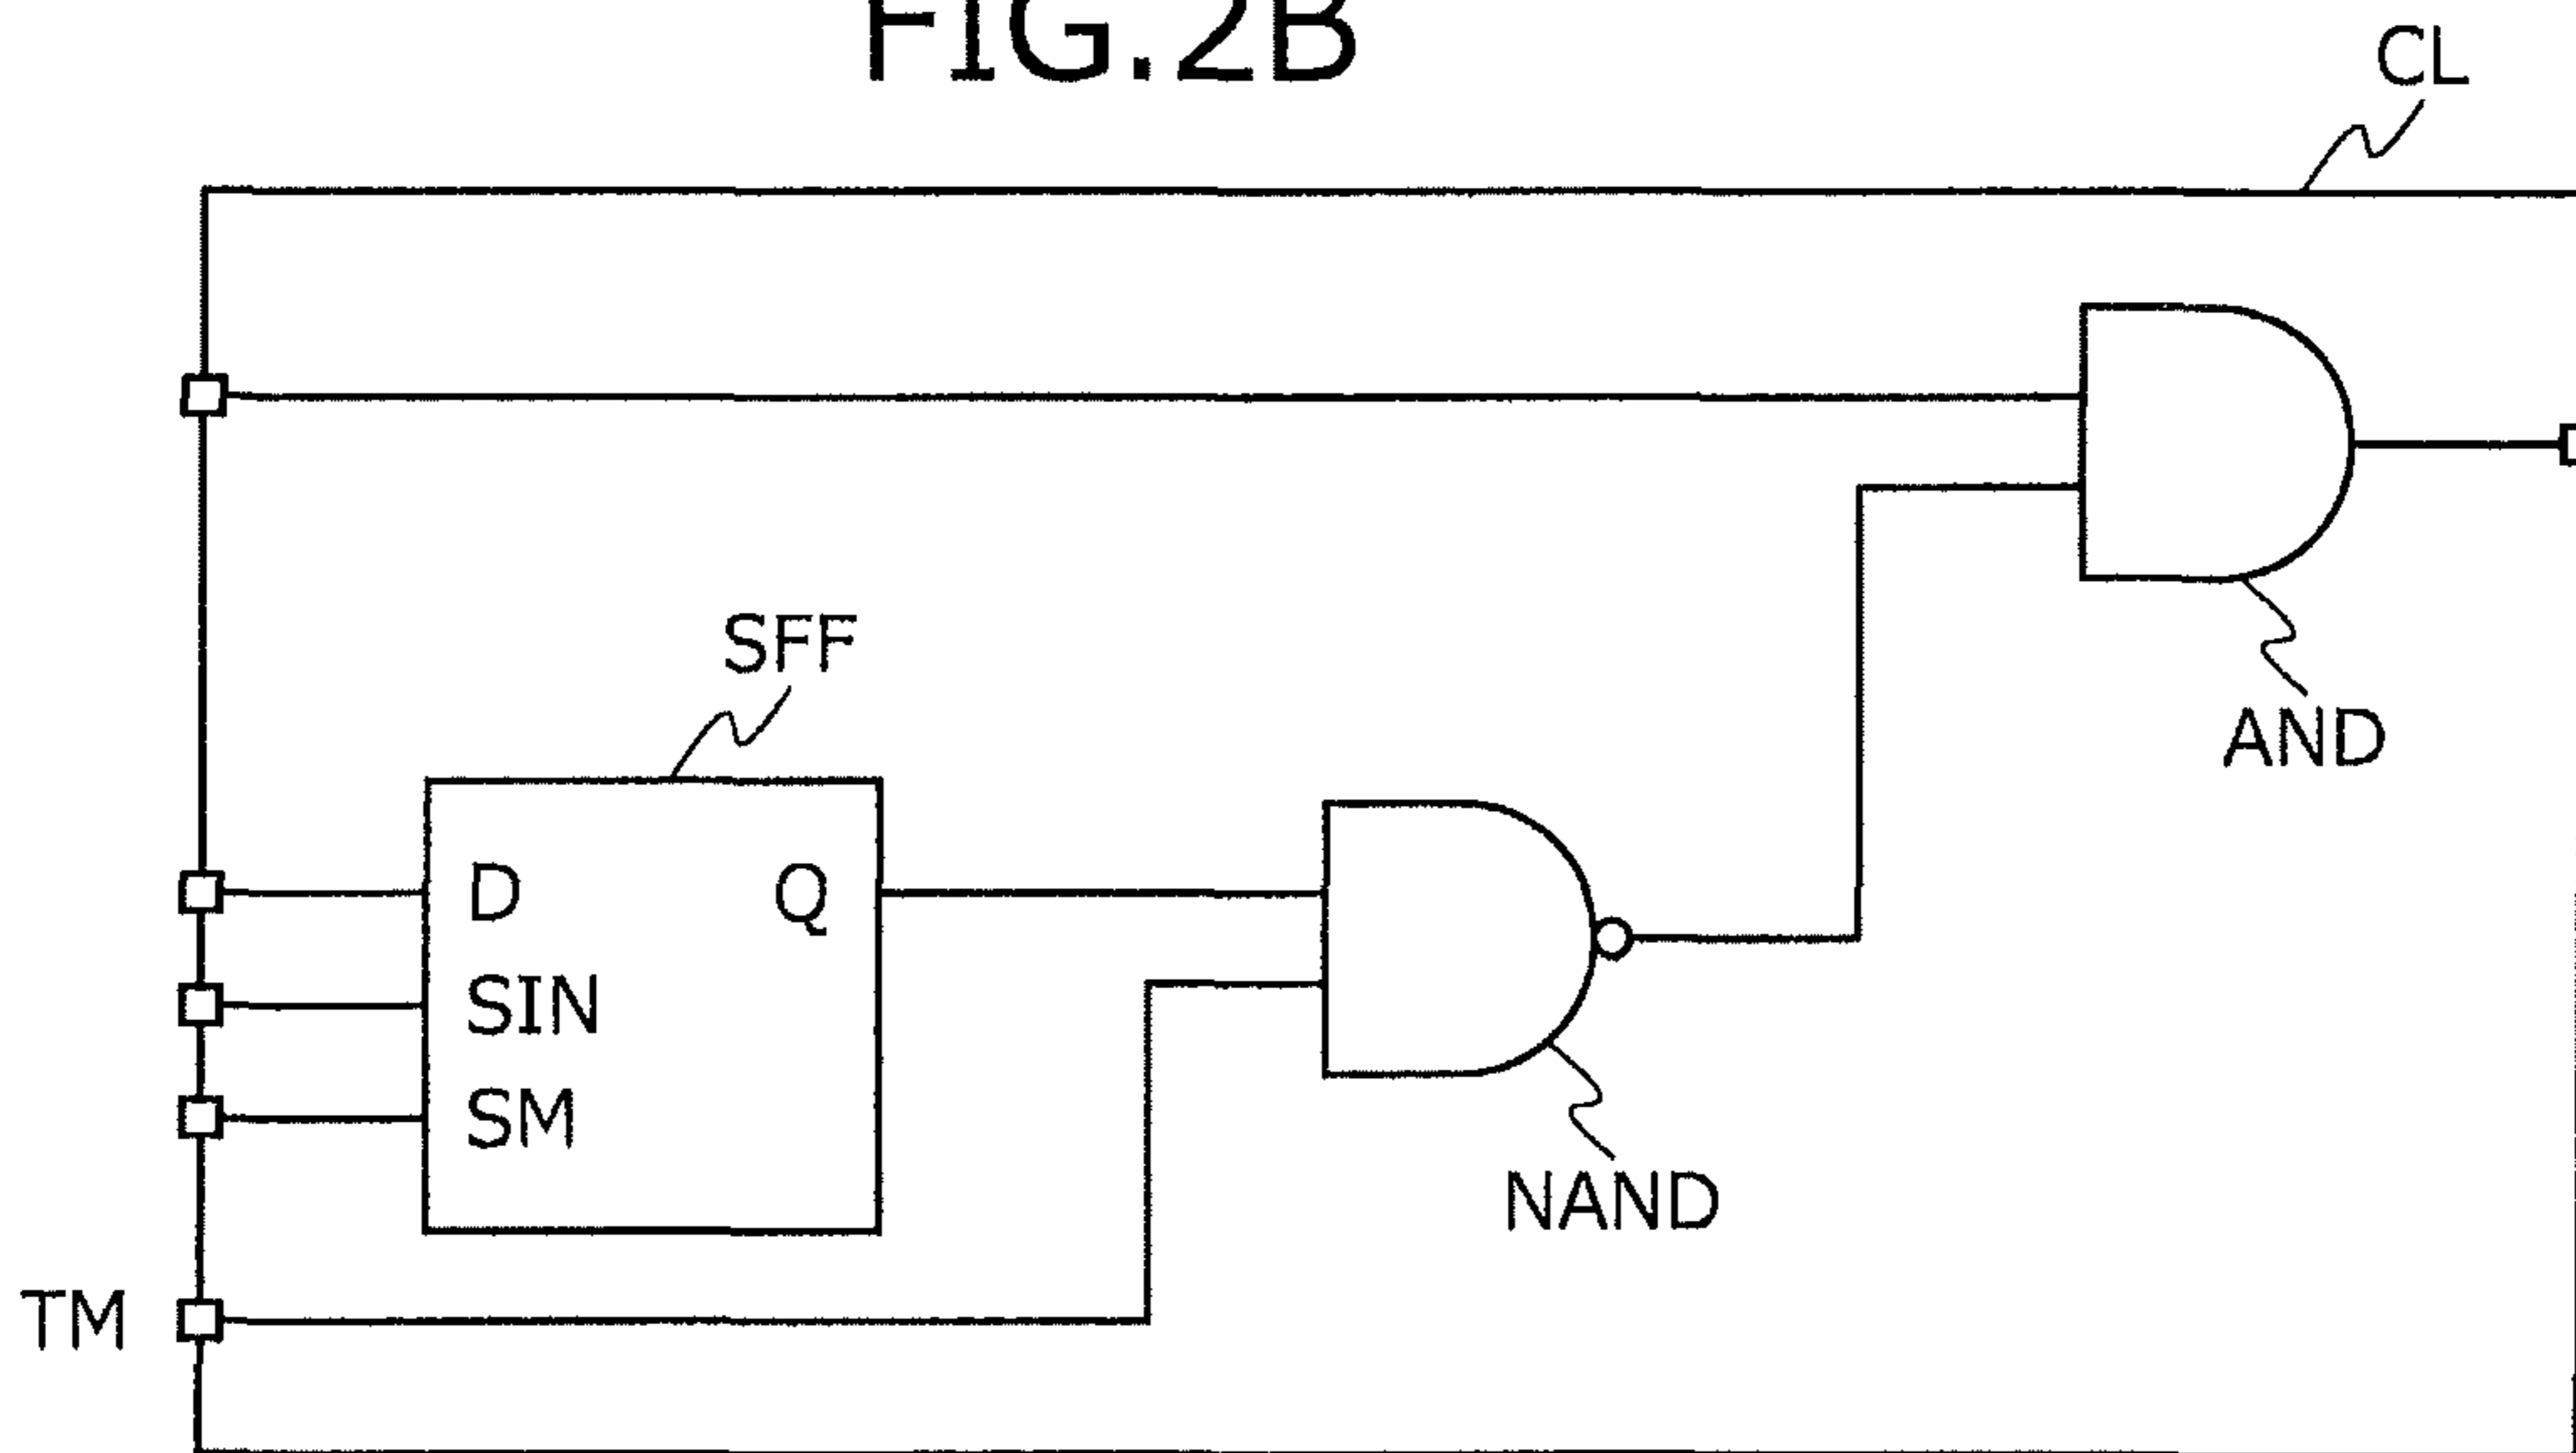 FIG.2B
CL
SFF
AND
D Q
SIN
SM
NAND
TM